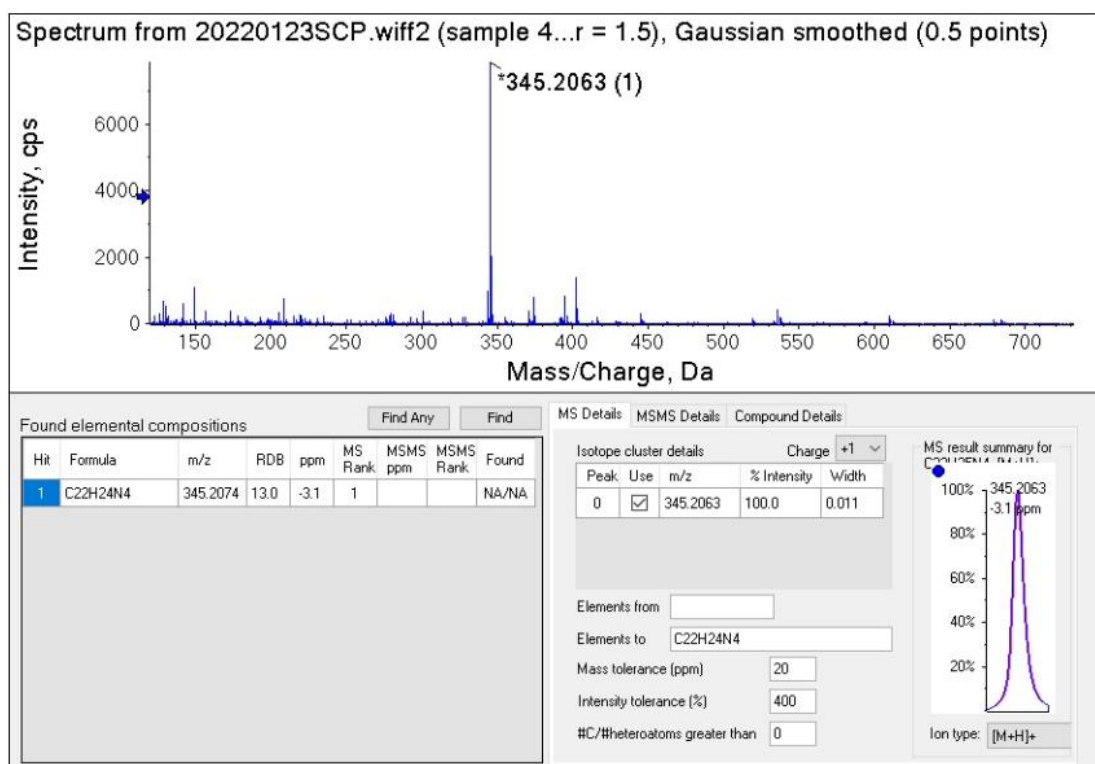 Spectrum from 20220123SCP.wiff2 (sample 4...r = 1.5), Gaussian smoothed (0.5 points)
*345.2063 (1)
Intensity, cps
6000
4000
2000
0
150 200 250 300 350 400 450 500 550 600 650 700
Mass/Charge, Da
Found elemental compositions
Find Any
Find
Hit Formula m/z RDB ppm MS Rank MSMS ppm MSMS Rank Found
1 C22H24N4 345.2074 13.0 -3.1 1 NA/NA
MS Details MSMS Details Compound Details
Isotope cluster details Charge +1
Peak Use m/z % Intensity Width
0 345.2063 100.0 0.011
Elements from
Elements to C22H24N4
Mass tolerance (ppm) 20
Intensity tolerance (%) 400
#C/#heteroatoms greater than 0
MS result summary for
345.2063
-3.1 ppm
100%
80%
60%
40%
20%
Ion type: [M+H]+